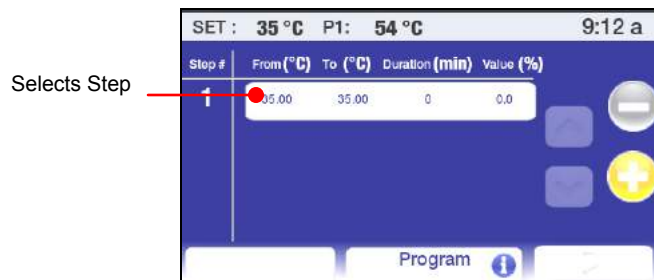 SET : 35 °C P1: 54 °C 9:12 a
Step # From (°C) To (°C) Duration (min) Value (%)
Selects Step
1 35.00 35.00 0 0.0
Program i